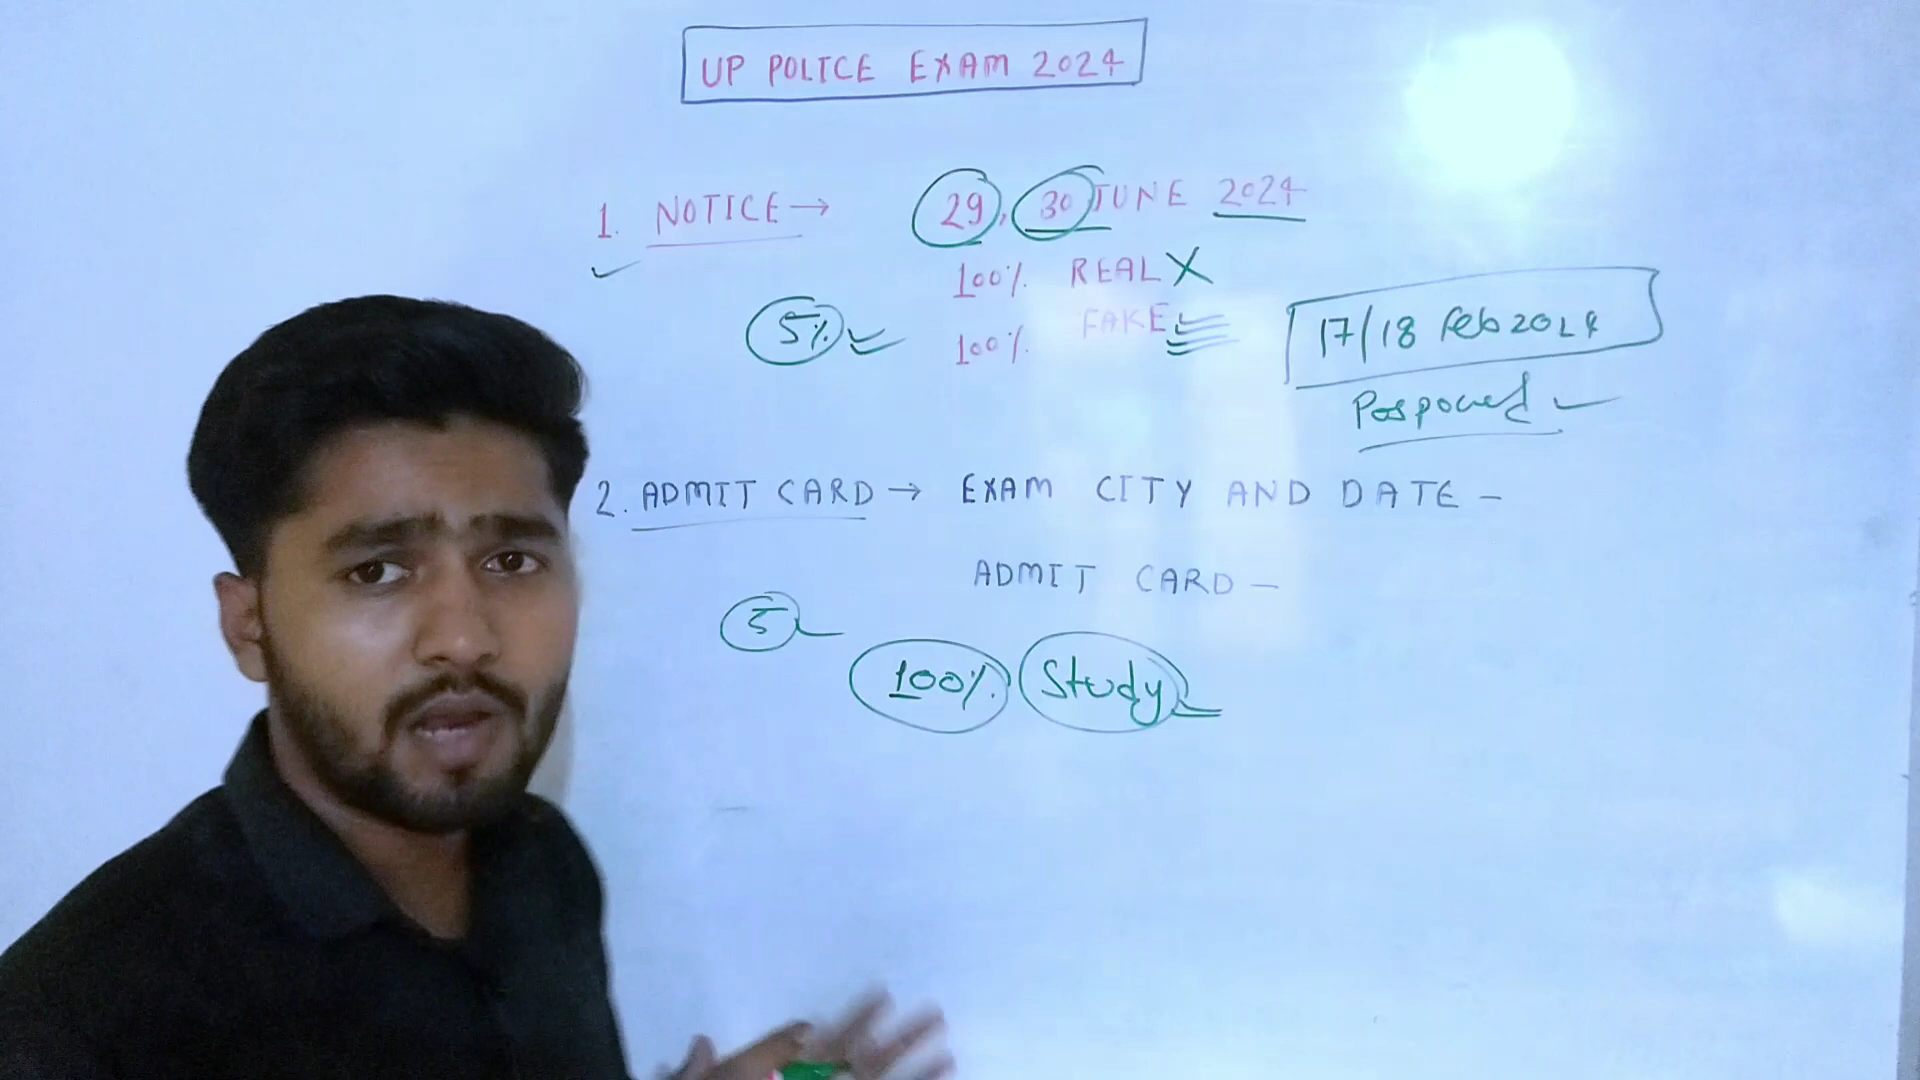 UP POLICE EXAM 2024
1. NOTICE → 29, 30 JUNE 2024
100% REAL X
5% 100% FAKE
17/18 Feb 2024
Posponed
2. ADMIT CARD → EXAM CITY AND DATE -
ADMIT CARD -
5
100% Study